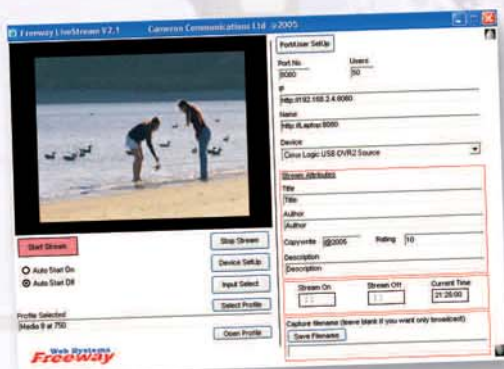 Freeway LiveStream V2.1 Cameron Communications Ltd @2005
Port/User SetUp
Port No.
Users
8080
50
IP
http://192.168.2.4:8080
Name
http://Laptop:8080
Device
Cirrus Logic USB-DVR2 Source
Stream Attributes
Title
Title
Author
Author
Copywrite @2005 Rating 10
Description
Description
Stream On
Stream Off
Current Time
: :
: :
21:25:00
Capture filename (leave blank if you want only broadcast)
Save Filename
Start Stream
Stop Stream
Auto Start On
Device SetUp
Auto Start Off
Input Select
Select Profile
Profile Selected
Media 9 at 750
Open Profile
Web Systems
Freeway